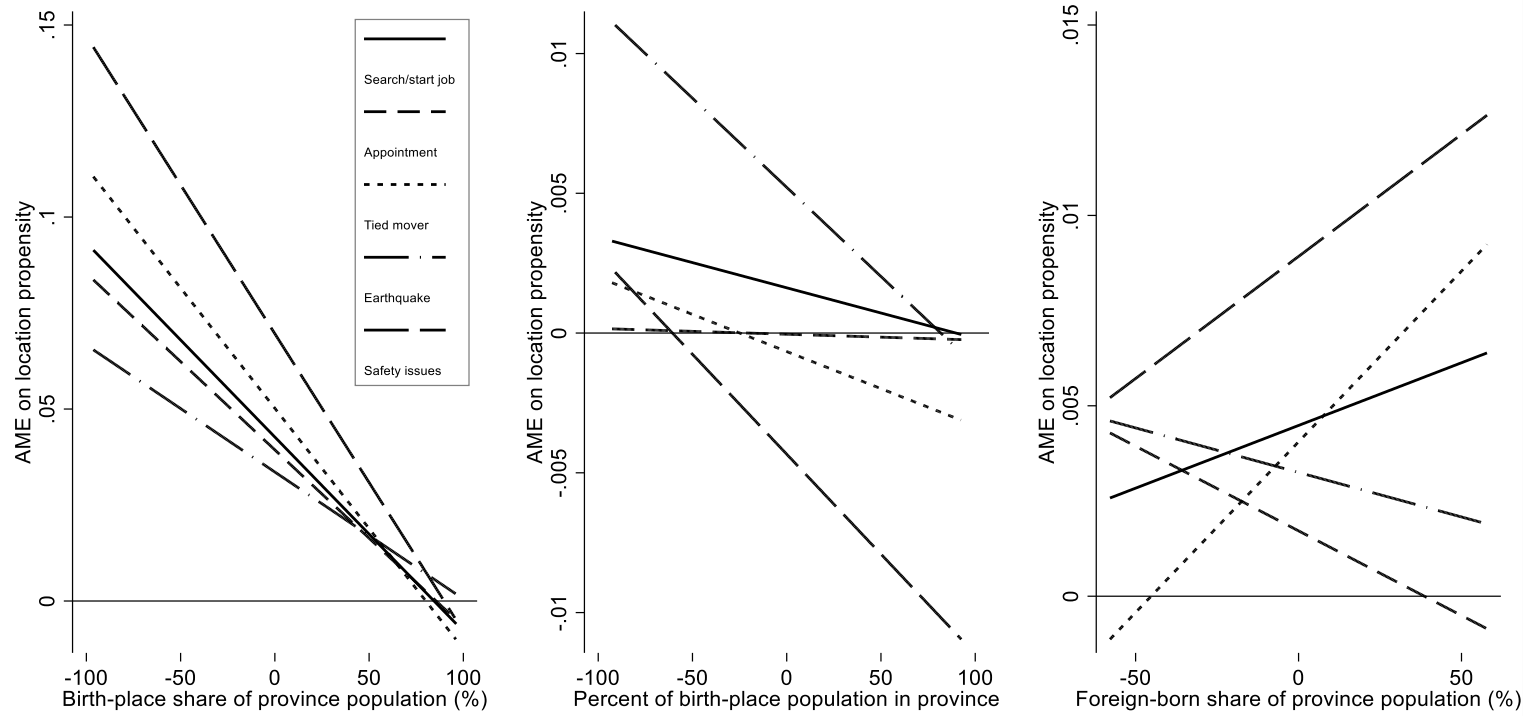 AME on location propensity
.15
.1
.05
0
-100 -50 0 50 100
Birth-place share of province population (%)
Search/start job
Appointment
Tied mover
Earthquake
Safety issues
AME on location propensity
.01
.005
0
-.005
-.01
-100 -50 0 50 100
Percent of birth-place population in province
AME on location propensity
.015
.01
.005
0
-50 0 50
Foreign-born share of province population (%)